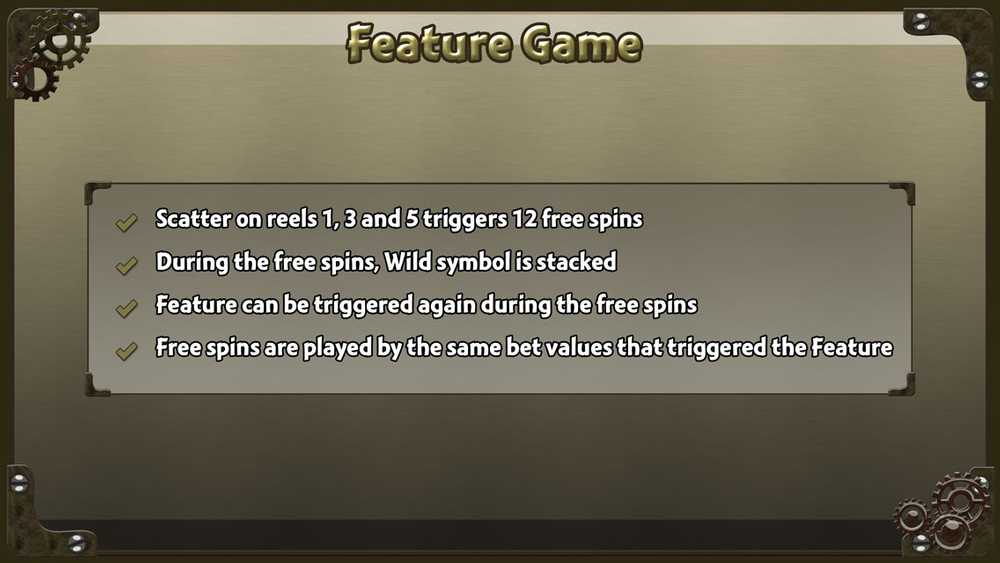 Feature Game
Scatter on reels 1, 3 and 5 triggers 12 free spins
During the free spins, Wild symbol is stacked
Feature can be triggered again during the free spins
Free spins are played by the same bet values that triggered the Feature